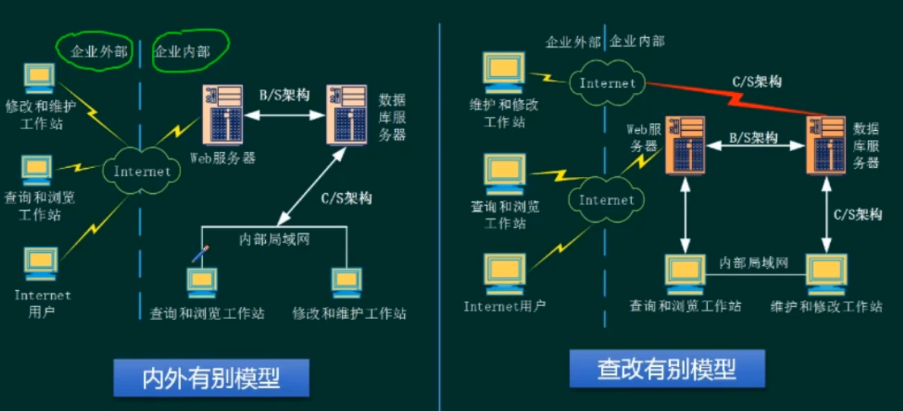 企业外部
企业内部
修改和维护
工作站
查询和浏览
工作站
Internet
用户
Internet
B/S架构
Web服务器
数据
库服
务器
C/S架构
内部局域网
查询和浏览工作站
修改和维护工作站
内外有别模型
企业外部
企业内部
维护和修改
工作站
Internet
C/S架构
Web服
务器
B/S架构
数据
库服
务器
查询和浏览
工作站
Internet
C/S架构
Internet用户
内部局域网
查询和浏览工作站
维护和修改工作站
查改有别模型